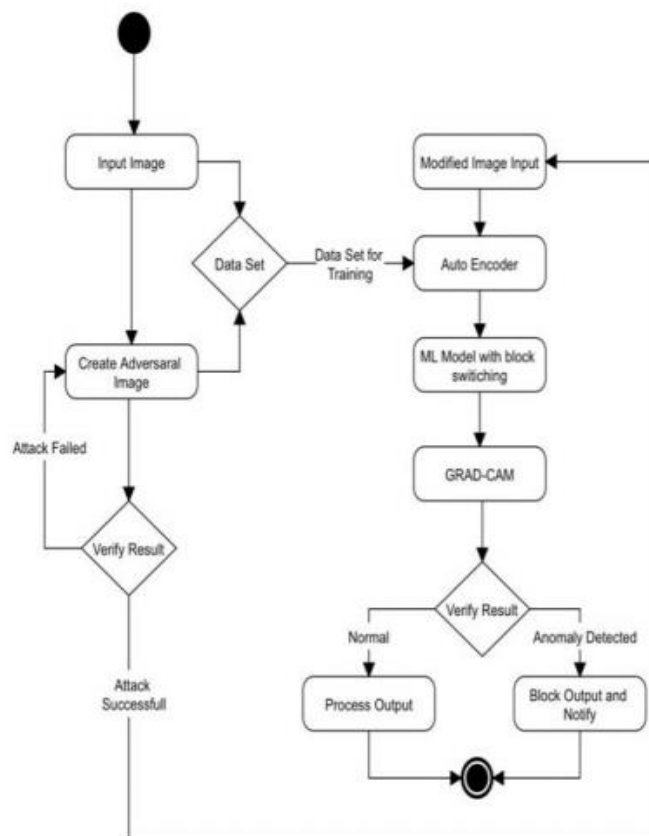 Input Image
Modified Image Input
Data Set
Data Set for
Training
Auto Encoder
Create Adversaral
Image
ML Model with block
switiching
Attack Failed
GRAD-CAM
Verify Result
Verify Result
Normal
Anomaly Detected
Attack
Successfull
Process Output
Block Output and
Notify